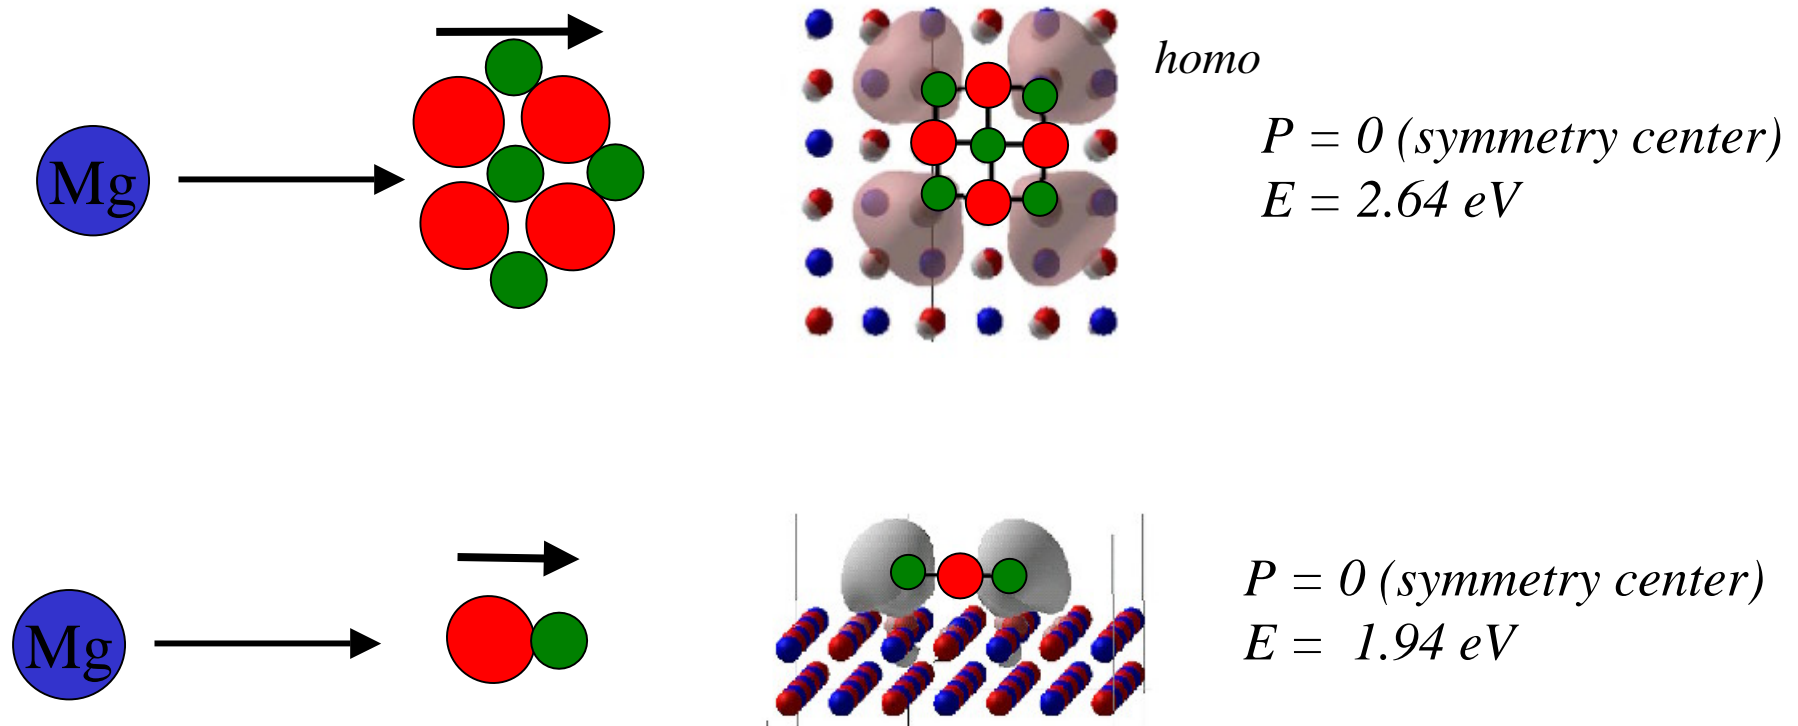 homo
Mg
P = 0 (symmetry center)
E = 2.64 eV
Mg
P = 0 (symmetry center)
E = 1.94 eV